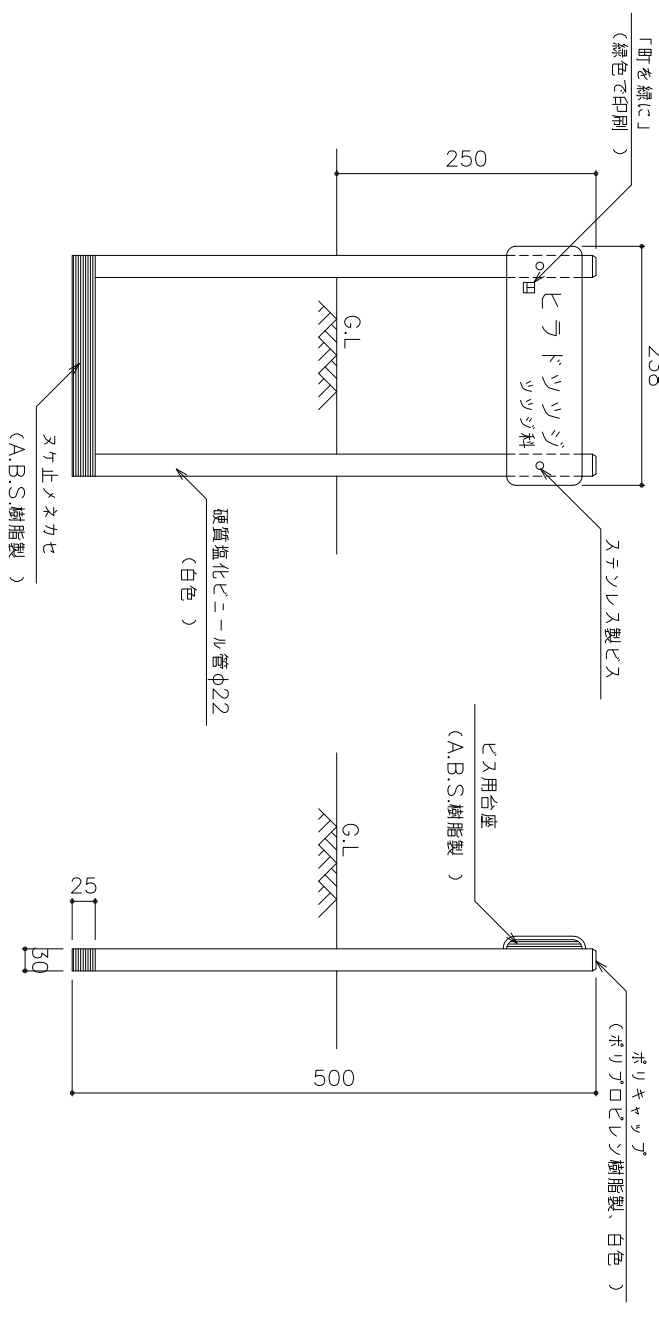 「町を緑に」
（緑色で印刷　）
250
238
ヒラドツツジ
ツツジ科
G.L
ヌケ止メネカセ
（A.B.S.樹脂製　）
硬質塩化ビニール管φ22
（白色　）
ステンレス製ビス
ビス用台座
（A.B.S.樹脂製　）
G.L
25
30
500
ポリキャップ
（ポリプロピレン樹脂製、白色　）